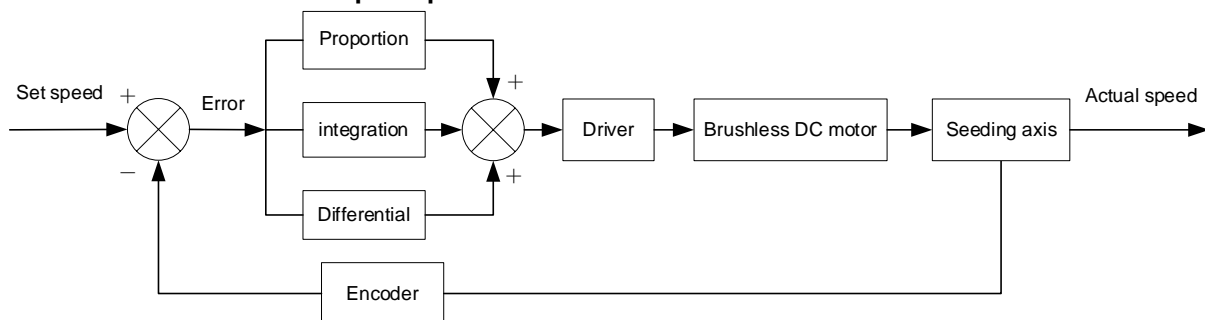 Proportion
+
Set speed
+
Error
integration
Driver
Brushless DC motor
Seeding axis
Actual speed
−
+
Differential
Encoder